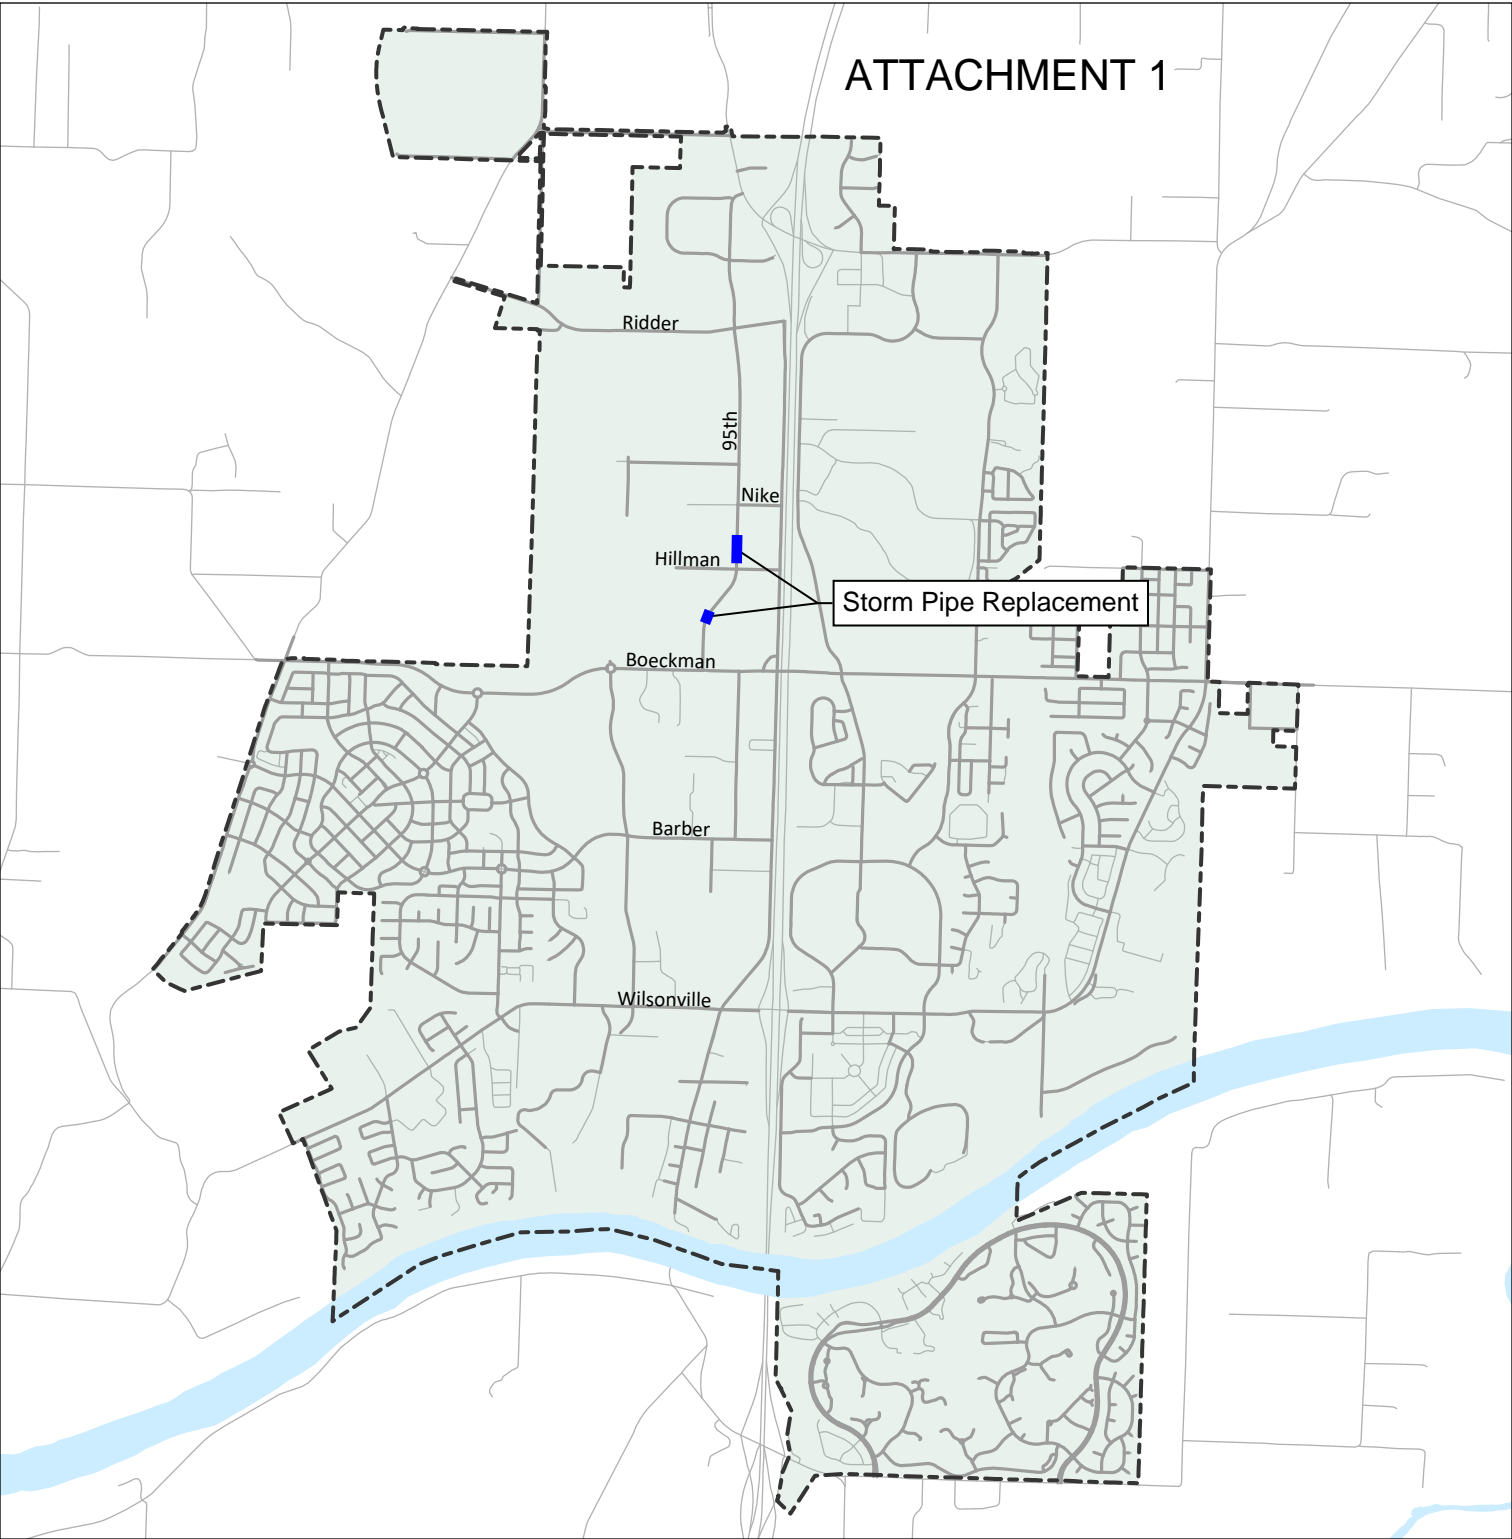 ATTACHMENT 1
Ridder
95th
Nike
Hillman
Storm Pipe Replacement
Boeckman
Barber
Wilsonville